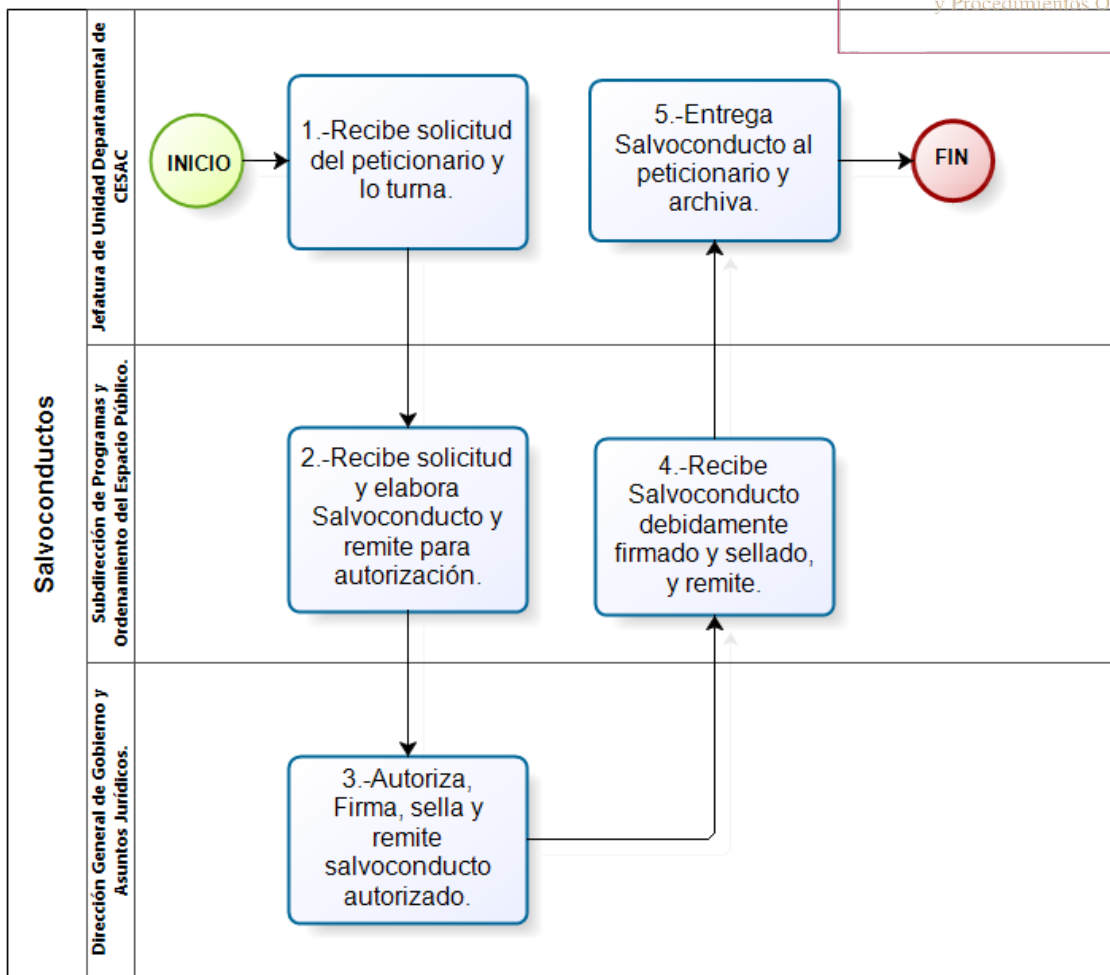 y Procedimientos O
Salvoconductos
Jefatura de Unidad Departamental de
CESAC
INICIO
1.-Recibe solicitud
del peticionario y
lo turna.
5.-Entrega
Salvoconducto al
peticionario y
archiva.
FIN
Subdirección de Programas y
Ordenamiento del Espacio Público.
2.-Recibe solicitud
y elabora
Salvoconducto y
remite para
autorización.
4.-Recibe
Salvoconducto
debidamente
firmado y sellado,
y remite.
Dirección General de Gobierno y
Asuntos Jurídicos.
3.-Autoriza,
Firma, sella y
remite
salvoconducto
autorizado.